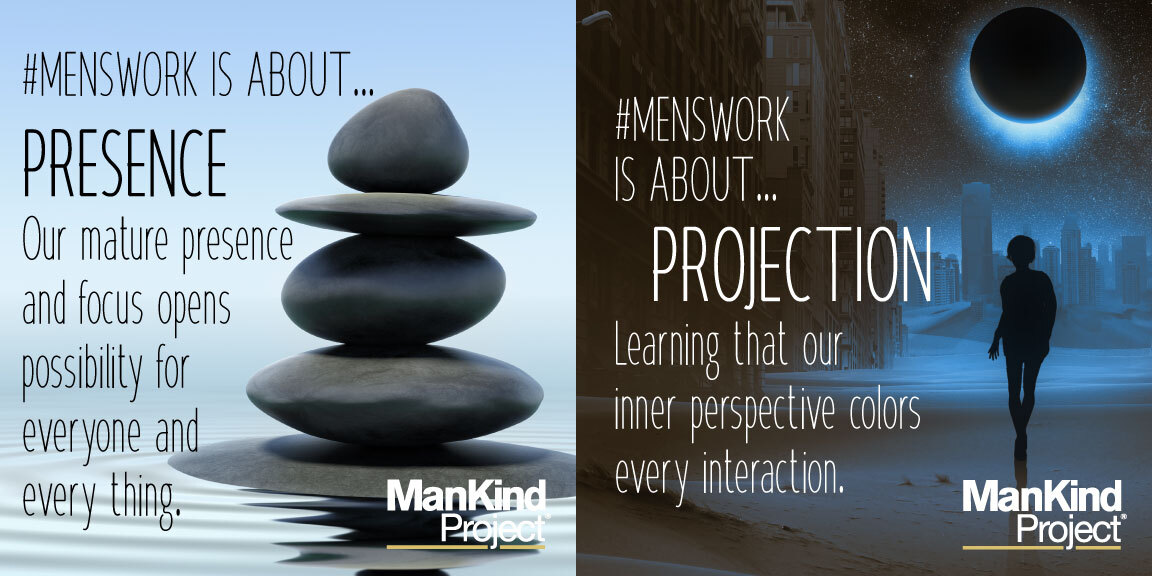 #MENSWORK IS ABOUT...
PRESENCE
Our mature presence
and focus opens
possibility for
everyone and
every thing.
ManKind
Project®
#MENSWORK
IS ABOUT...
PROJECTION
Learning that our
inner perspective colors
every interaction.
ManKind
Project®